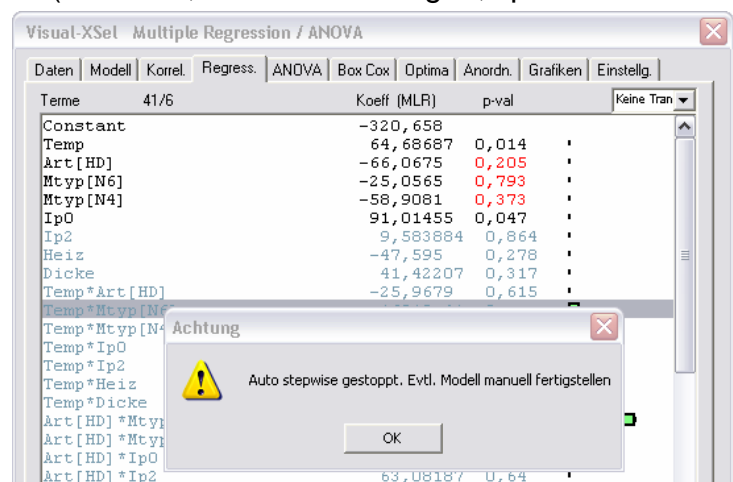 Visual-XSel Multiple Regression / ANOVA
Daten Modell Korrel. Regress. ANOVA Box Cox Optima Anordn. Grafiken Einstellg.
Terme 41/6 Koeff (MLR) p-val Keine Tran
Constant -320,658
Temp 64,68687 0,014
Art[HD] -66,0675 0,205
Mtyp[N6] -25,0565 0,793
Mtyp[N4] -58,9081 0,373
Ip0 91,01455 0,047
Ip2 9,583884 0,864
Heiz -47,595 0,278
Dicke 41,42207 0,317
Temp*Art[HD] -25,9679 0,615
Temp*Mtyp[N6]
Temp*Mtyp[N4
Temp*Ip0
Temp*Ip2
Temp*Heiz
Temp*Dicke
Art[HD]*Mtyp
Art[HD]*Mtyp
Art[HD]*Ip0
Art[HD]*Ip2 63,08187 0,64
Achtung
Auto stepwise gestoppt. Evtl. Modell manuell fertigstellen
OK